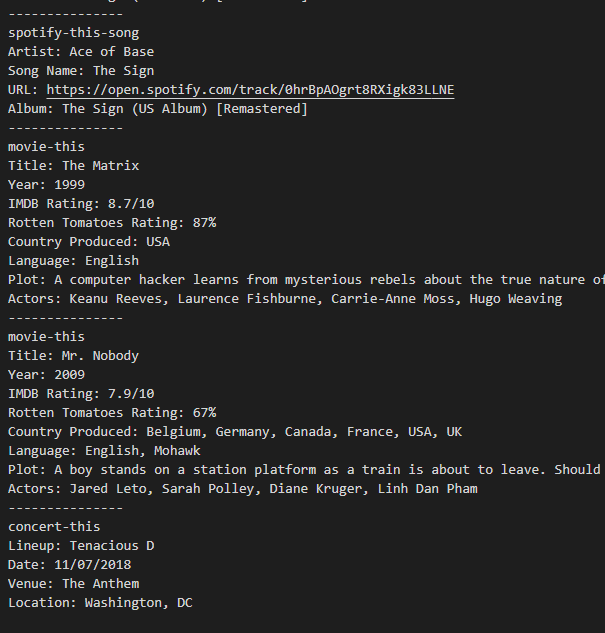 ---------------
spotify-this-song
Artist: Ace of Base
Song Name: The Sign
URL: https://open.spotify.com/track/0hrBpAOgrt8RXigk83LLNE
Album: The Sign (US Album) [Remastered]
---------------
movie-this
Title: The Matrix
Year: 1999
IMDB Rating: 8.7/10
Rotten Tomatoes Rating: 87%
Country Produced: USA
Language: English
Plot: A computer hacker learns from mysterious rebels about the true nature of
Actors: Keanu Reeves, Laurence Fishburne, Carrie-Anne Moss, Hugo Weaving
---------------
movie-this
Title: Mr. Nobody
Year: 2009
IMDB Rating: 7.9/10
Rotten Tomatoes Rating: 67%
Country Produced: Belgium, Germany, Canada, France, USA, UK
Language: English, Mohawk
Plot: A boy stands on a station platform as a train is about to leave. Should
Actors: Jared Leto, Sarah Polley, Diane Kruger, Linh Dan Pham
---------------
concert-this
Lineup: Tenacious D
Date: 11/07/2018
Venue: The Anthem
Location: Washington, DC